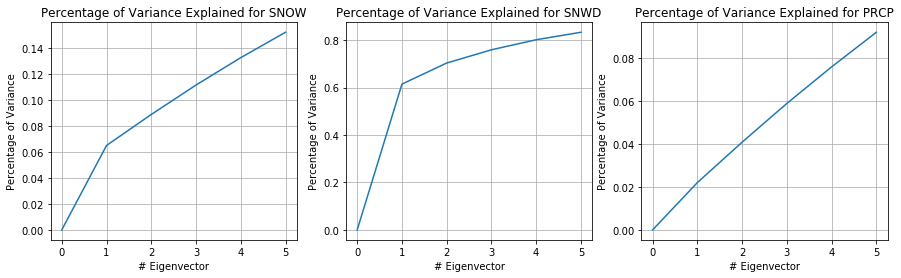 Percentage of Variance Explained for SNOW
Percentage of Variance
0.14
0.12
0.10
0.08
0.06
0.04
0.02
0.00
0 1 2 3 4 5
# Eigenvector
Percentage of Variance Explained for SNWD
Percentage of Variance
0.8
0.6
0.4
0.2
0.0
0 1 2 3 4 5
# Eigenvector
Percentage of Variance Explained for PRCP
Percentage of Variance
0.08
0.06
0.04
0.02
0.00
0 1 2 3 4 5
# Eigenvector